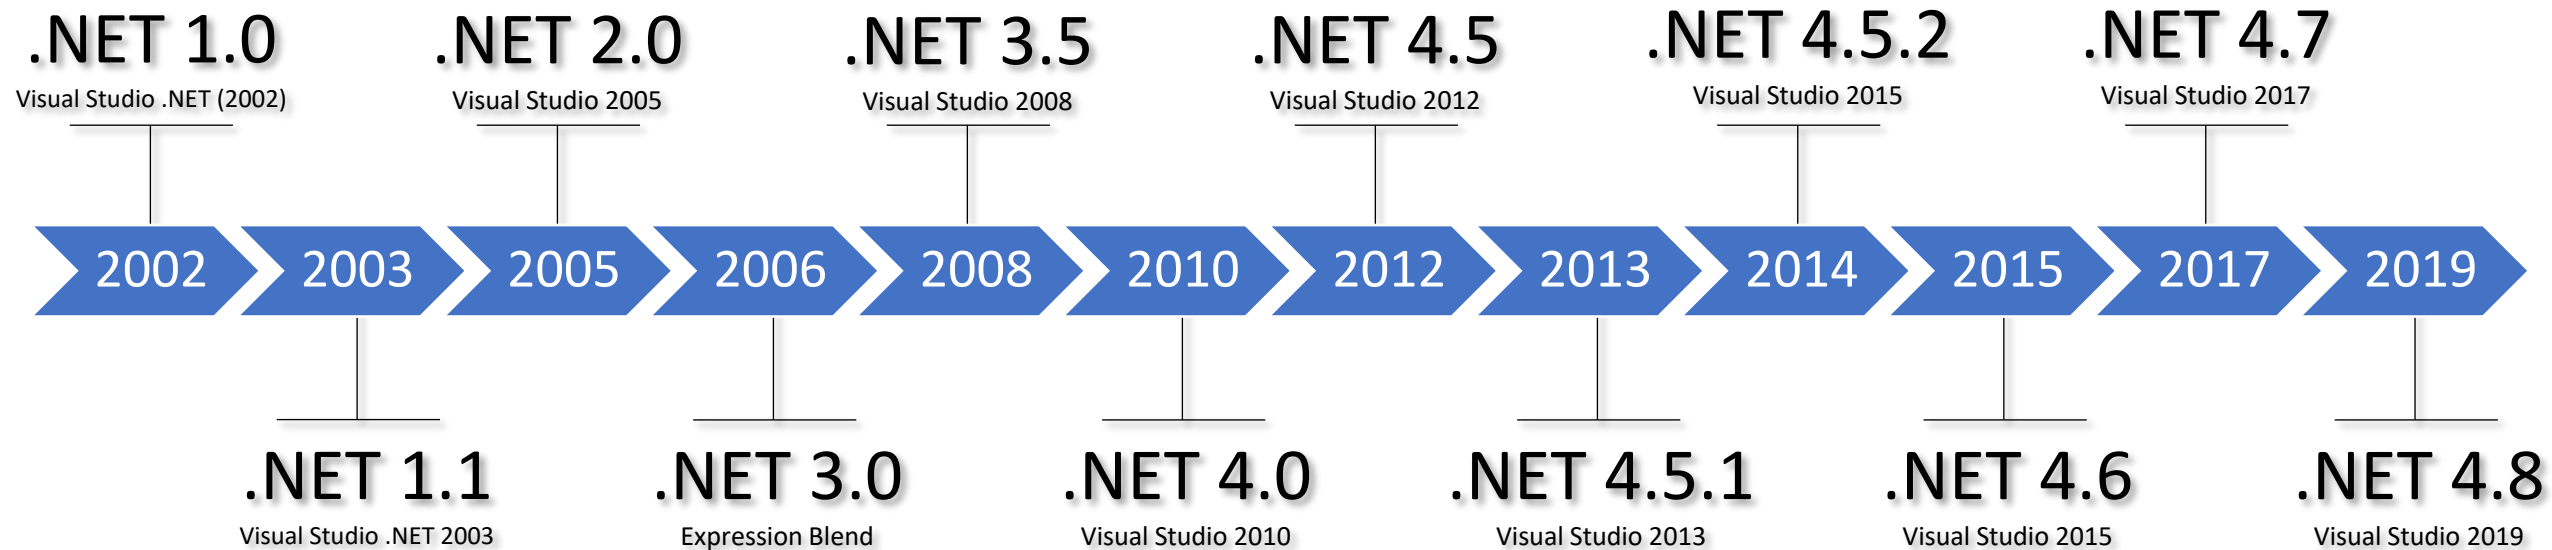 .NET 1.0
Visual Studio .NET (2002)
.NET 2.0
Visual Studio 2005
.NET 3.5
Visual Studio 2008
.NET 4.5
Visual Studio 2012
.NET 4.5.2
Visual Studio 2015
.NET 4.7
Visual Studio 2017
2002 2003 2005 2006 2008 2010 2012 2013 2014 2015 2017 2019
.NET 1.1
Visual Studio .NET 2003
.NET 3.0
Expression Blend
.NET 4.0
Visual Studio 2010
.NET 4.5.1
Visual Studio 2013
.NET 4.6
Visual Studio 2015
.NET 4.8
Visual Studio 2019